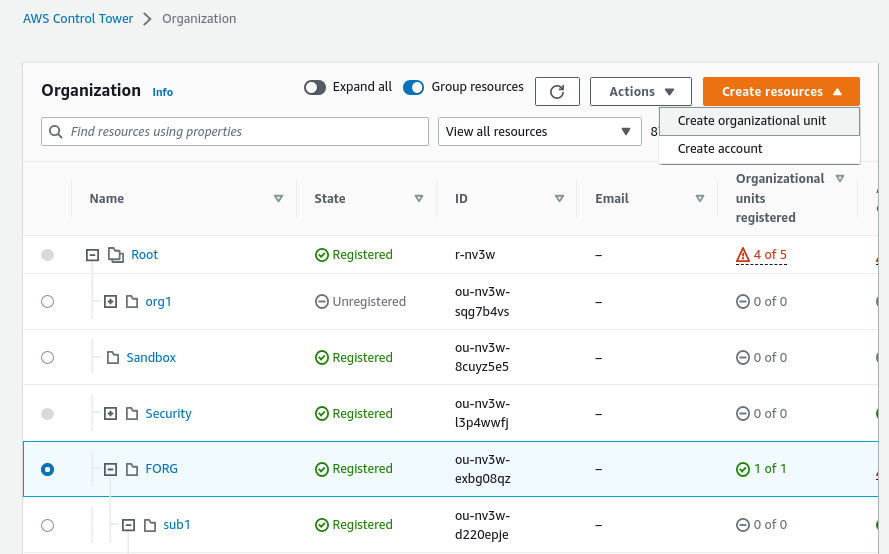 AWS Control Tower > Organization
Organization Info
Expand all
Group resources
Actions
Create resources
Find resources using properties
View all resources
8
Create organizational unit
Create account
Name
State
ID
Email
Organizational
units
registered
Root
Registered
r-nv3w
–
4 of 5
org1
Unregistered
ou-nv3w-
sqg7b4vs
–
0 of 0
Sandbox
Registered
ou-nv3w-
8cuyz5e5
–
0 of 0
Security
Registered
ou-nv3w-
l3p4wwfj
–
0 of 0
FORG
Registered
ou-nv3w-
exbg08qz
–
1 of 1
sub1
Registered
ou-nv3w-
d220epje
–
0 of 0